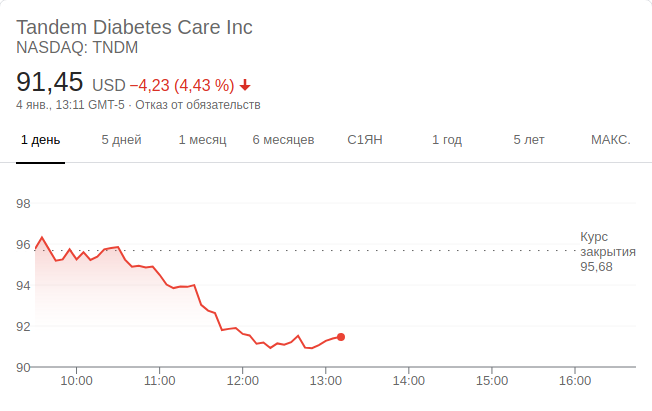 Tandem Diabetes Care Inc
NASDAQ: TNDM
91,45 USD −4,23 (4,43 %)
4 янв., 13:11 GMT-5 · Отказ от обязательств
1 день 5 дней 1 месяц 6 месяцев С1ЯН 1 год 5 лет МАКС.
98
96
94
92
90
Курс
закрытия
95,68
10:00 11:00 12:00 13:00 14:00 15:00 16:00